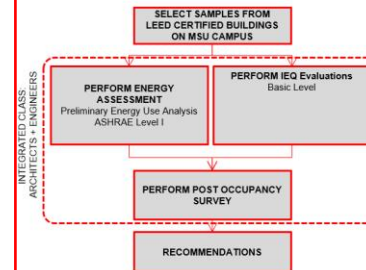 SELECT SAMPLES FROM
LEED CERTIFIED BUILDINGS
ON MSU CAMPUS
INTEGRATED CLASS:
ARCHITECTS + ENGINEERS
PERFORM ENERGY
ASSESSMENT
Preliminary Energy Use Analysis
ASHRAE Level I
PERFORM IEQ Evaluations
Basic Level
PERFORM POST OCCUPANCY
SURVEY
RECOMMENDATIONS